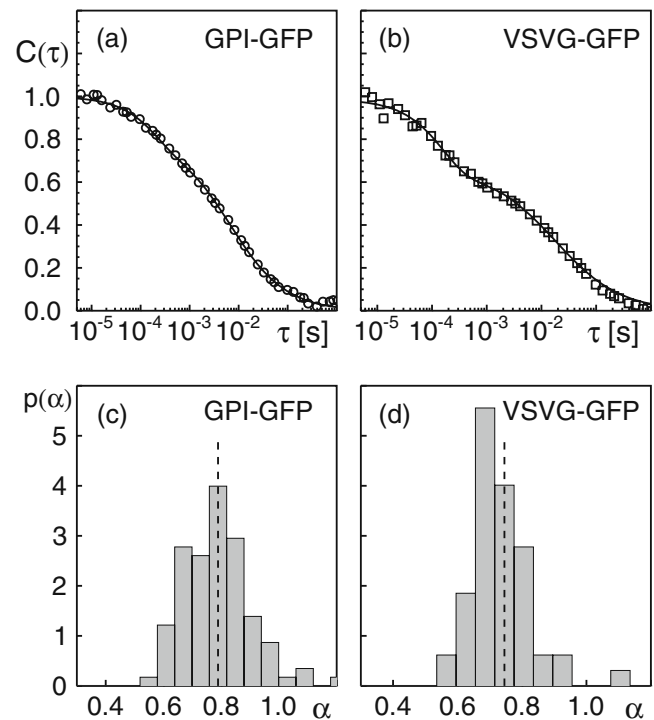 (a) GPI-GFP (b) VSVG-GFP
C(τ)
1.0
0.8
0.6
0.4
0.2
0.0
10⁻⁵ 10⁻⁴ 10⁻³ 10⁻² τ [s] 10⁻⁵ 10⁻⁴ 10⁻³ 10⁻² τ [s]
p(α) (c) GPI-GFP (d) VSVG-GFP
5
4
3
2
1
0
0.4 0.6 0.8 1.0 α 0.4 0.6 0.8 1.0 α